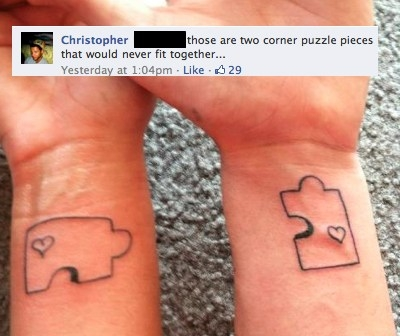 Christopher those are two corner puzzle pieces
that would never fit together...
Yesterday at 1:04pm · Like · 29